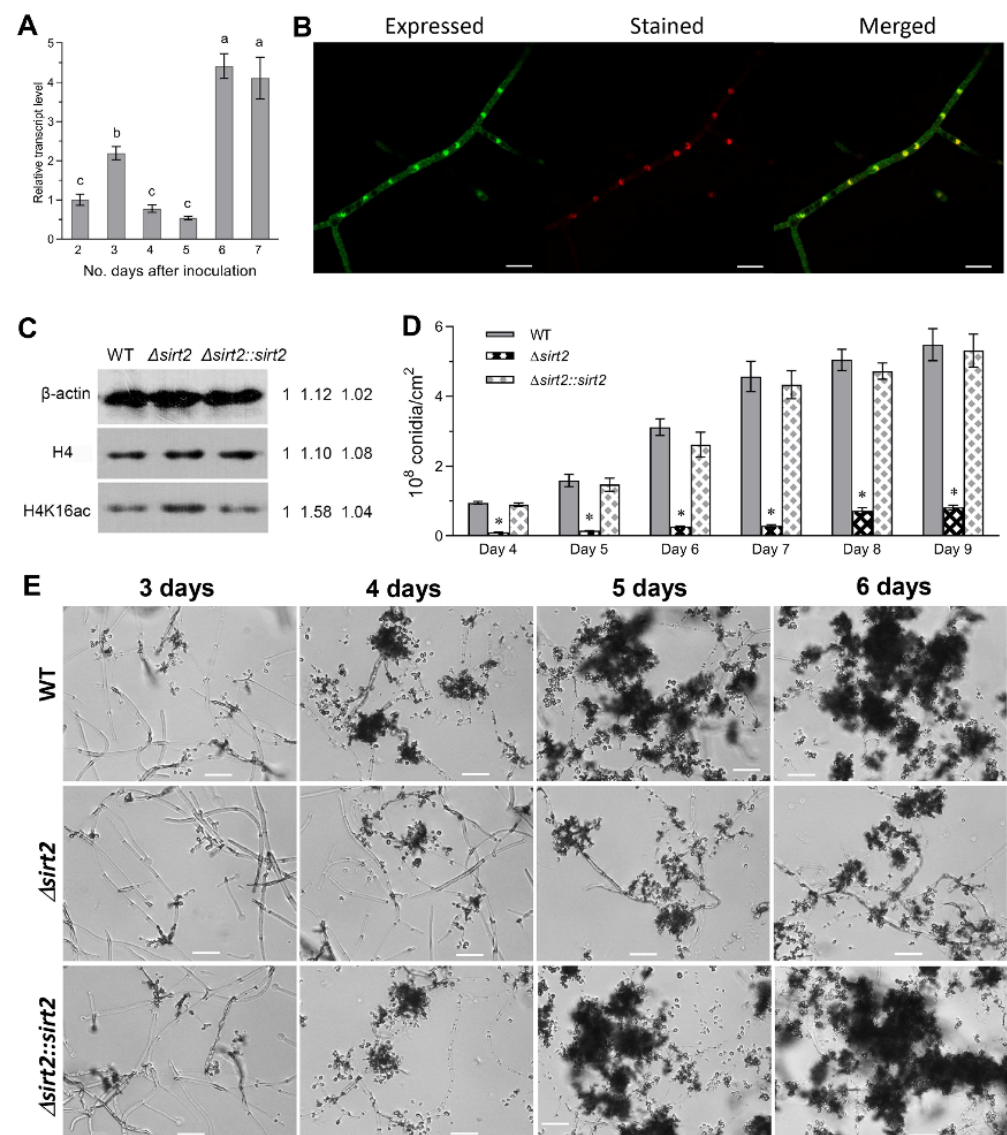 A
Relative transcript level
5
4
3
2
1
0
c
b
c
c
a
a
2 3 4 5 6 7
No. days after inoculation
B
Expressed Stained Merged
C
WT Δsirt2 Δsirt2::sirt2
β-actin 1 1.12 1.02
H4 1 1.10 1.08
H4K16ac 1 1.58 1.04
D
10⁸ conidia/cm²
6
4
2
0
WT
Δsirt2
Δsirt2::sirt2
* * * * * *
Day 4 Day 5 Day 6 Day 7 Day 8 Day 9
E
3 days 4 days 5 days 6 days
WT
Δsirt2
Δsirt2::sirt2